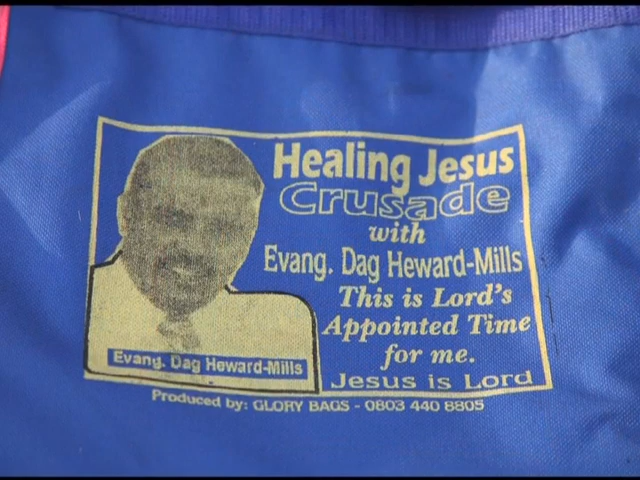 Healing Jesus
Crusade
with
Evang. Dag Heward-Mills
This is Lord's
Appointed Time
for me.
Jesus is Lord
Evang. Dag Heward-Mills
Produced by: GLORY BAGS - 0803 440 8805